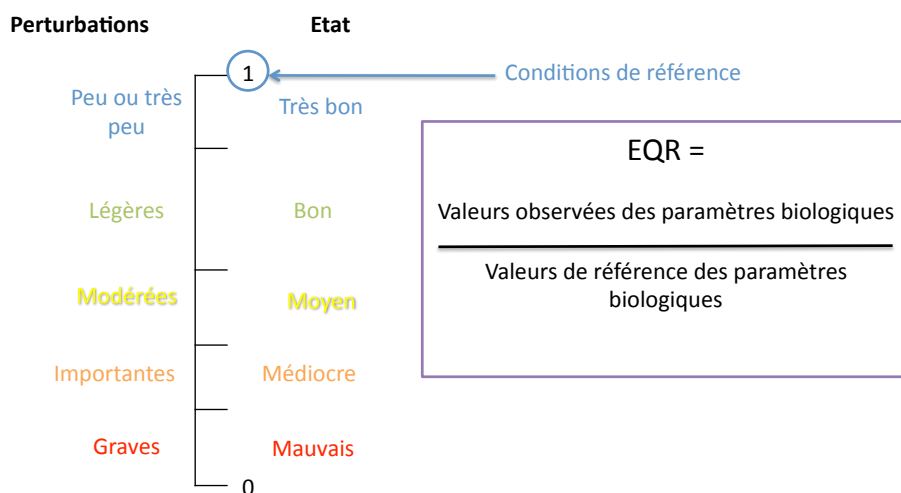 Perturbations
Etat
1
Conditions de référence
Peu ou très
peu
Très bon
EQR =
Légères
Bon
Valeurs observées des paramètres biologiques
Valeurs de référence des paramètres
biologiques
Modérées
Moyen
Importantes
Médiocre
Graves
Mauvais
0